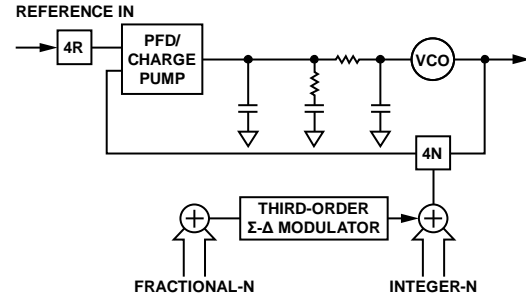 REFERENCE IN
4R
PFD/
CHARGE
PUMP
VCO
4N
THIRD-ORDER
Σ-Δ MODULATOR
FRACTIONAL-N
INTEGER-N